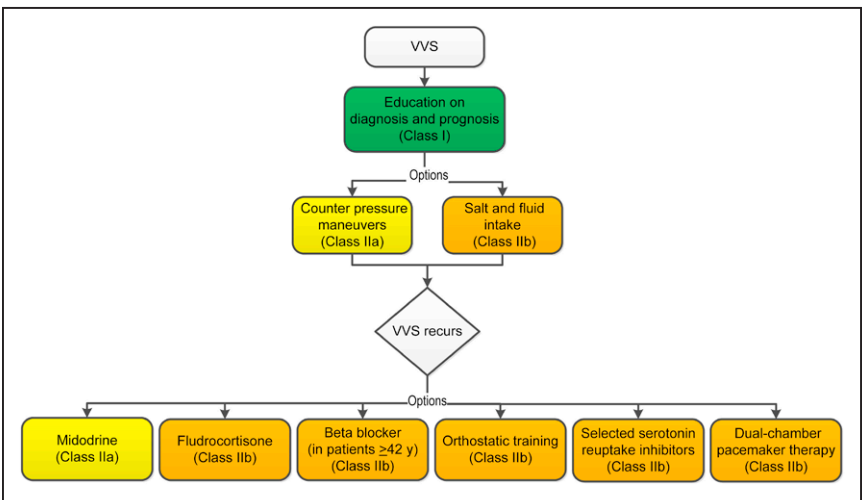 VVS
Education on
diagnosis and prognosis
(Class I)
Options
Counter pressure
maneuvers
(Class IIa)
Salt and fluid
intake
(Class IIb)
VVS recurs
Options
Midodrine
(Class IIa)
Fludrocortisone
(Class IIb)
Beta blocker
(in patients ≥42 y)
(Class IIb)
Orthostatic training
(Class IIb)
Selected serotonin
reuptake inhibitors
(Class IIb)
Dual-chamber
pacemaker therapy
(Class IIb)